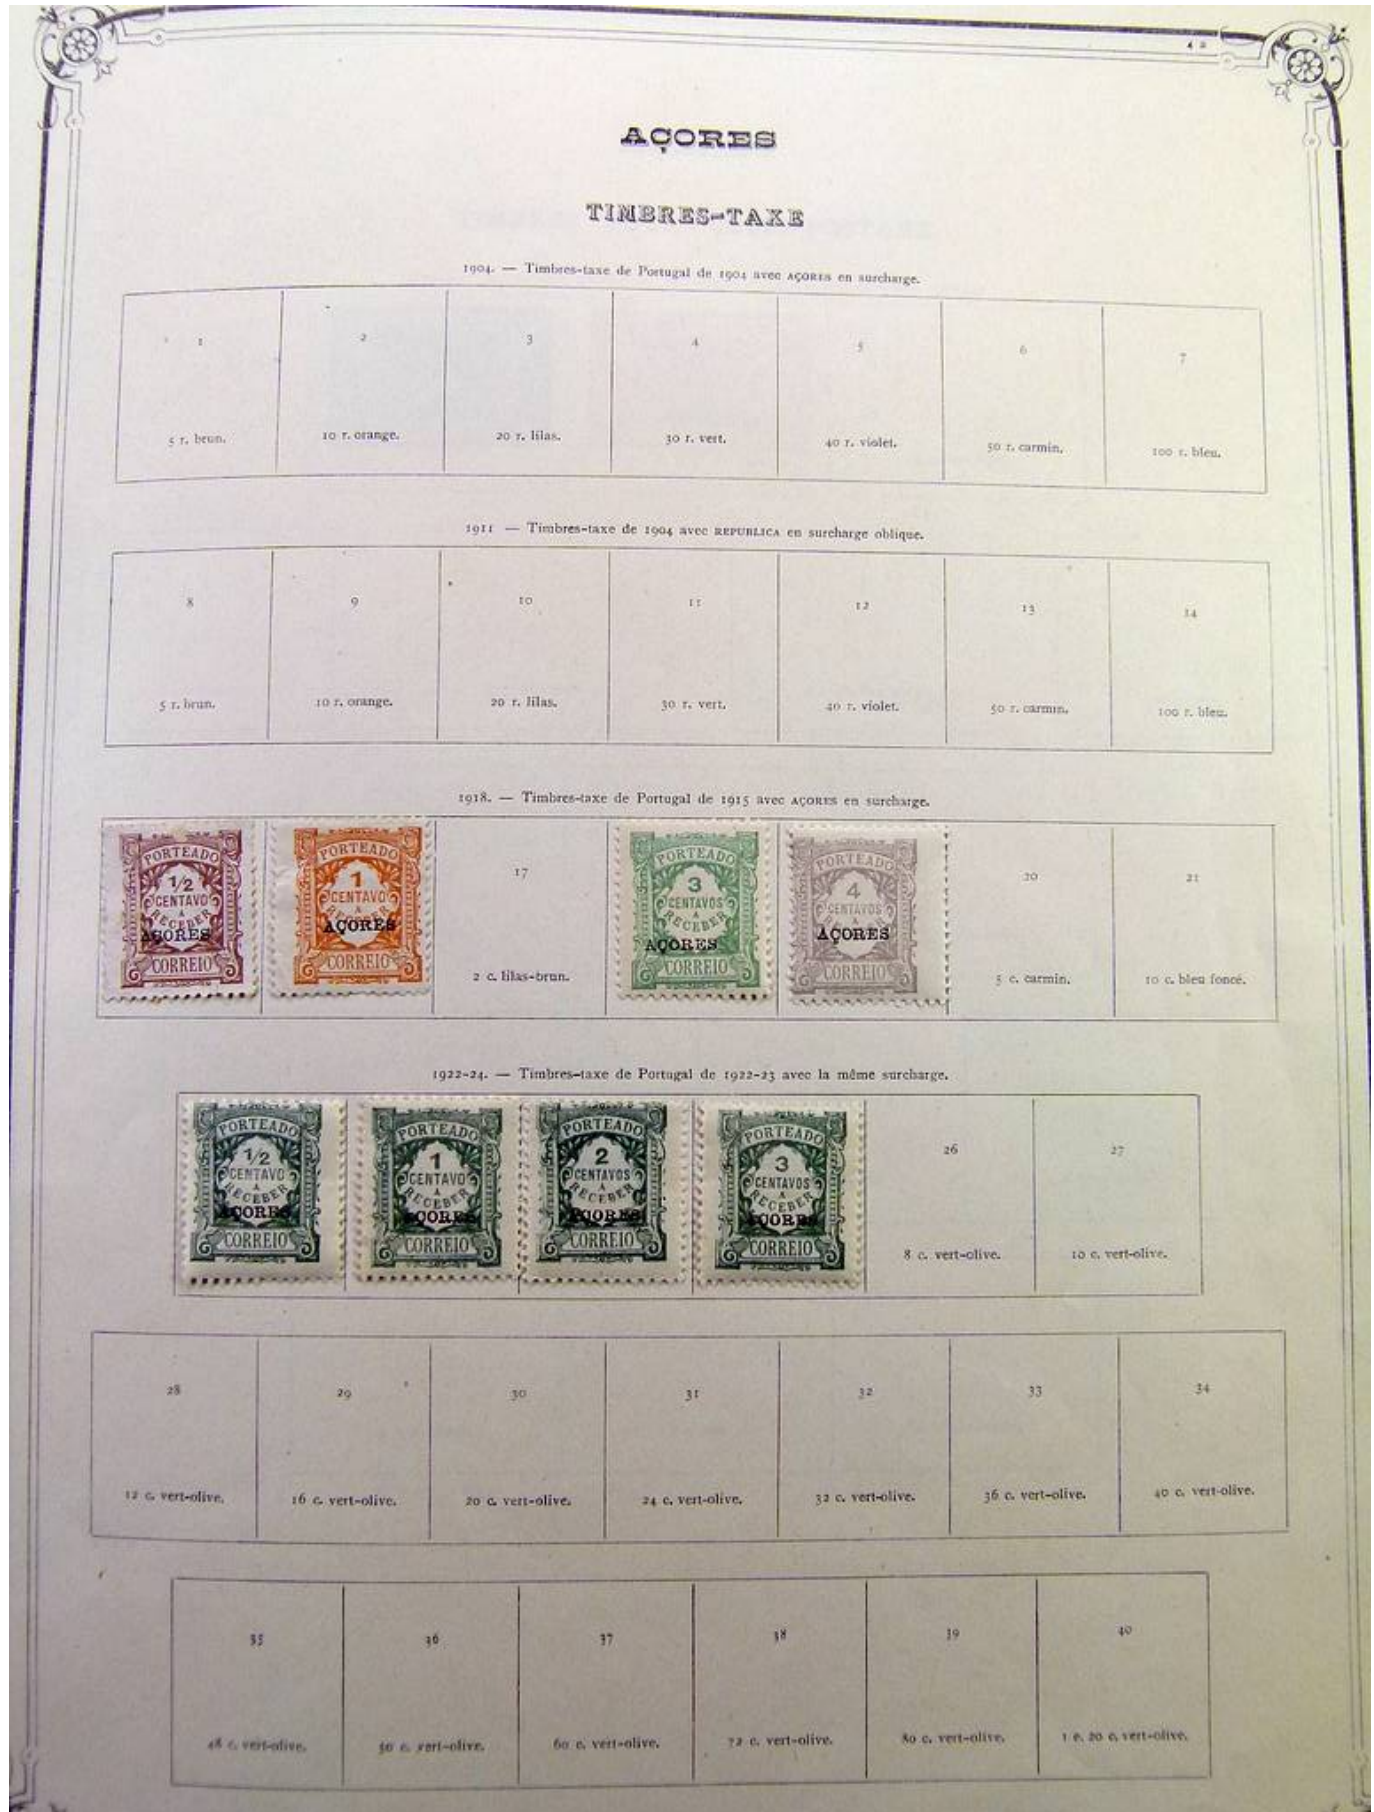 AÇORES
TIMBRES-TAXE
1904. — Timbres-taxe de Portugal de 1904 avec AÇORES en surcharge.
1 2 3 4 5 6 7
5 r. brun. 10 r. orange. 20 r. lilas. 30 r. vert. 40 r. violet. 50 r. carmin. 100 r. bleu.
1911 — Timbres-taxe de 1904 avec REPUBLICA en surcharge oblique.
8 9 10 11 12 13 14
5 r. brun. 10 r. orange. 20 r. lilas. 30 r. vert. 40 r. violet. 50 r. carmin. 100 r. bleu.
1918. — Timbres-taxe de Portugal de 1915 avec AÇORES en surcharge.
PORTEADO
1/2
CENTAVO
A
RECEBER
AÇORES
CORREIO
PORTEADO
1
CENTAVO
A
RECEBER
AÇORES
CORREIO
17
2 c. lilas-brun.
PORTEADO
3
CENTAVOS
A
RECEBER
AÇORES
CORREIO
PORTEADO
4
CENTAVOS
A
RECEBER
AÇORES
CORREIO
20
5 c. carmin.
21
10 c. bleu foncé.
1922-24. — Timbres-taxe de Portugal de 1922-23 avec la même surcharge.
PORTEADO
1/2
CENTAVO
A
RECEBER
AÇORES
CORREIO
PORTEADO
1
CENTAVO
A
RECEBER
AÇORES
CORREIO
PORTEADO
2
CENTAVOS
A
RECEBER
AÇORES
CORREIO
PORTEADO
3
CENTAVOS
A
RECEBER
AÇORES
CORREIO
26
8 c. vert-olive.
27
10 c. vert-olive.
28 29 30 31 32 33 34
12 c. vert-olive. 16 c. vert-olive. 20 c. vert-olive. 24 c. vert-olive. 32 c. vert-olive. 36 c. vert-olive. 40 c. vert-olive.
35 36 37 38 39 40
48 c. vert-olive. 50 c. vert-olive. 60 c. vert-olive. 72 c. vert-olive. 80 c. vert-olive. 1 e. 20 c. vert-olive.